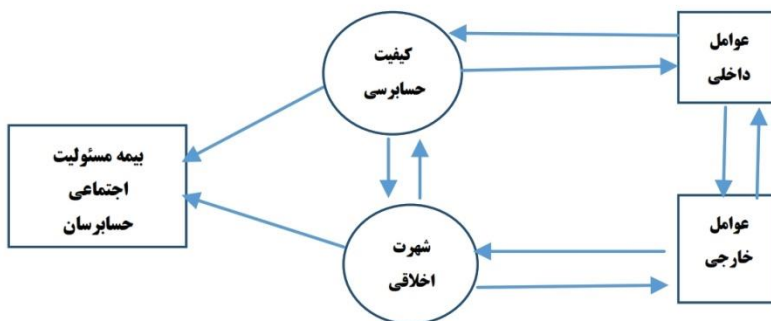 عوامل
داخلی
کیفیت
حسابرسی
بیمه مسئولیت
اجتماعی
حسابرسان
عوامل
خارجی
شهرت
اخلاقی